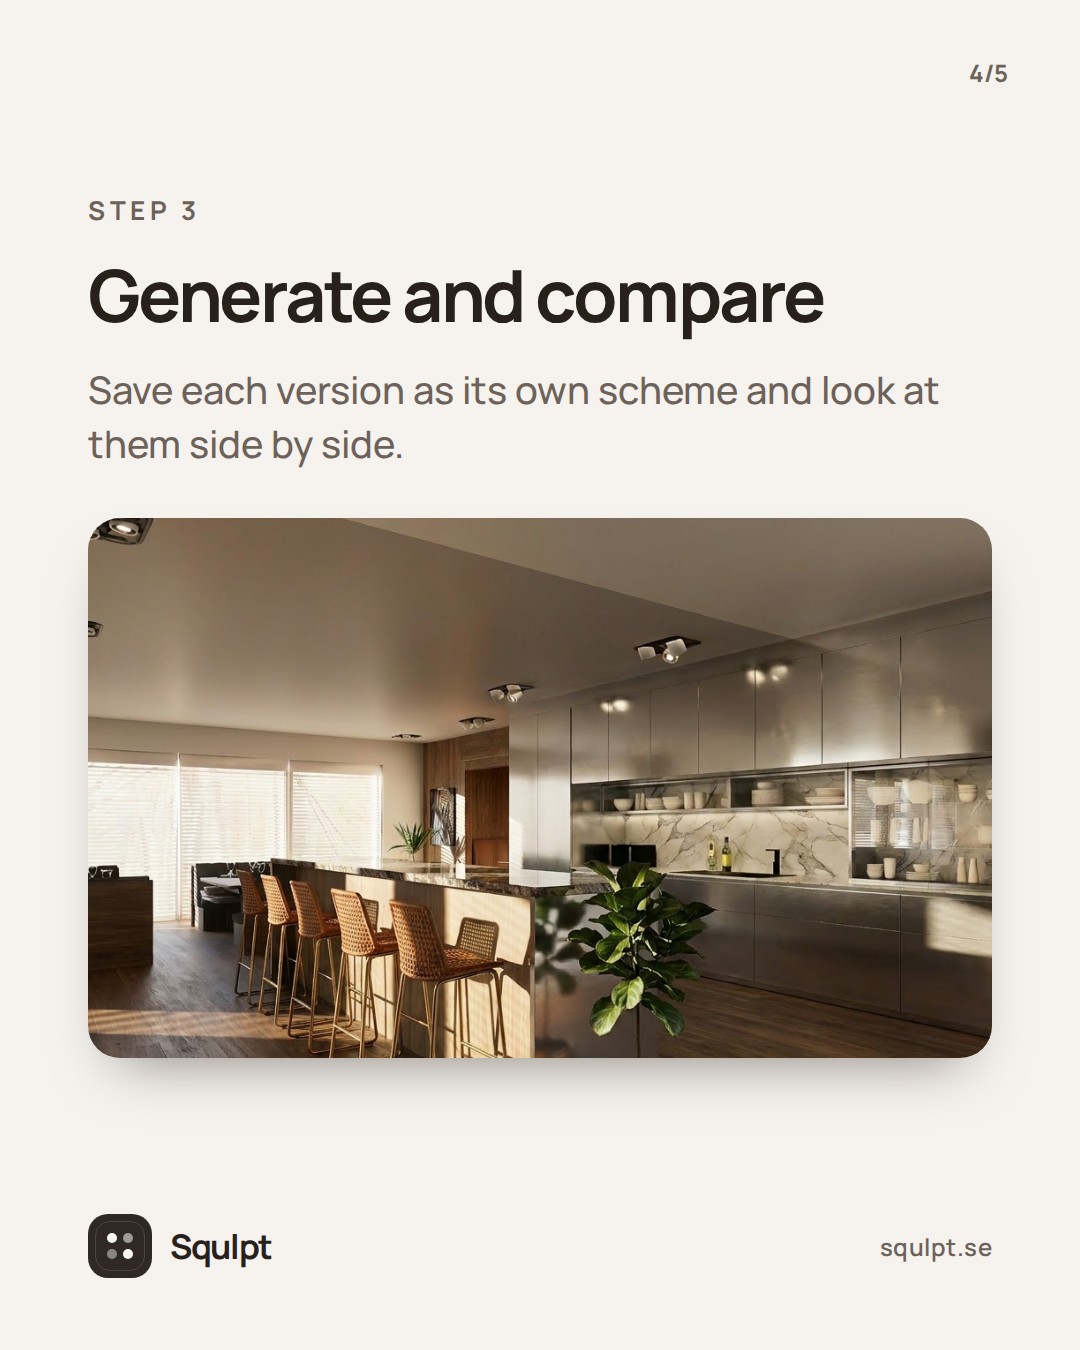 4/5
STEP 3
Generate and compare
Save each version as its own scheme and look at
them side by side.
Squlpt
squlpt.se